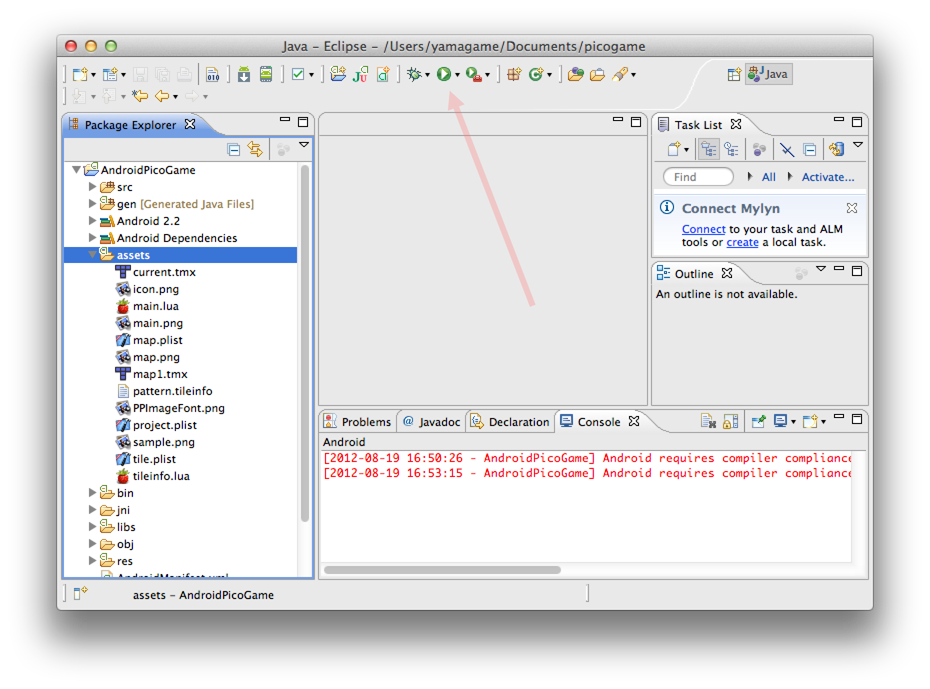 Java – Eclipse – /Users/yamagame/Documents/picogame
Java
Package Explorer
AndroidPicoGame
src
gen [Generated Java Files]
Android 2.2
Android Dependencies
assets
current.tmx
icon.png
main.lua
main.png
map.plist
map.png
map1.tmx
pattern.tileinfo
PPImageFont.png
project.plist
sample.png
tile.plist
tileinfo.lua
bin
jni
libs
obj
res
AndroidManifest.xml
Task List
Find
All
Activate...
Connect Mylyn
Connect to your task and ALM
tools or create a local task.
Outline
An outline is not available.
Problems
@ Javadoc
Declaration
Console
Android
[2012-08-19 16:50:26 - AndroidPicoGame] Android requires compiler compliance
[2012-08-19 16:53:15 - AndroidPicoGame] Android requires compiler compliance
assets – AndroidPicoGame